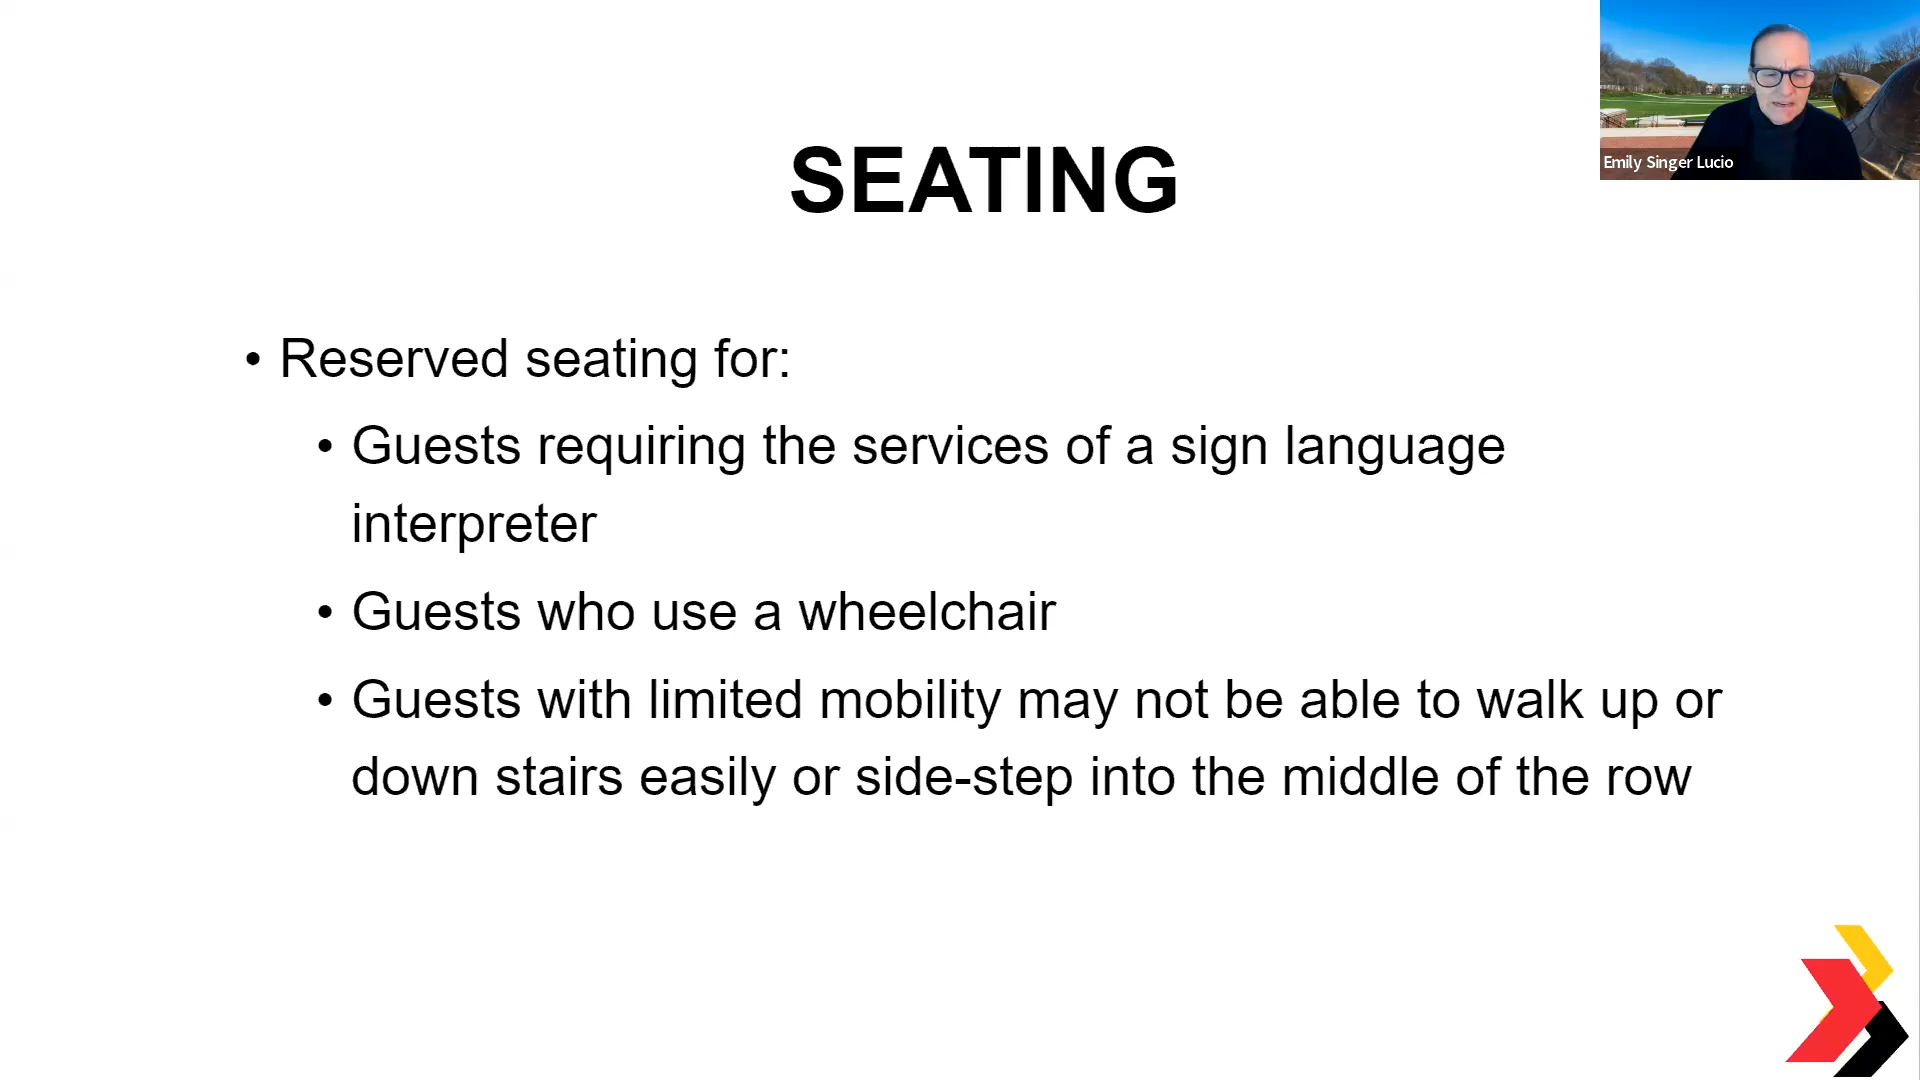 Emily Singer Lucio
SEATING
• Reserved seating for:
• Guests requiring the services of a sign language
interpreter
• Guests who use a wheelchair
• Guests with limited mobility may not be able to walk up or
down stairs easily or side-step into the middle of the row